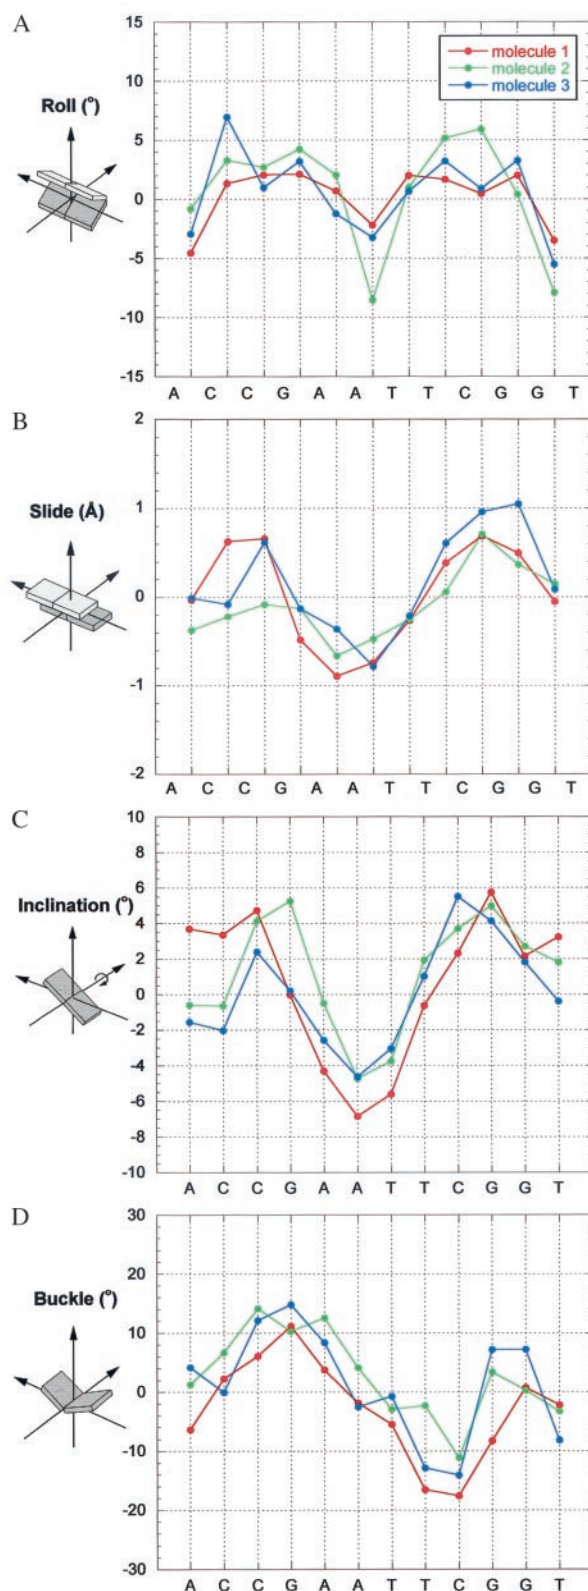 A
Roll (º)
15
10
5
0
-5
-10
-15
molecule 1
molecule 2
molecule 3
A C C G A A T T C G G T
B
Slide (Å)
2
1
0
-1
-2
A C C G A A T T C G G T
C
Inclination (º)
10
8
6
4
2
0
-2
-4
-6
-8
-10
A C C G A A T T C G G T
D
Buckle (º)
30
20
10
0
-10
-20
-30
A C C G A A T T C G G T